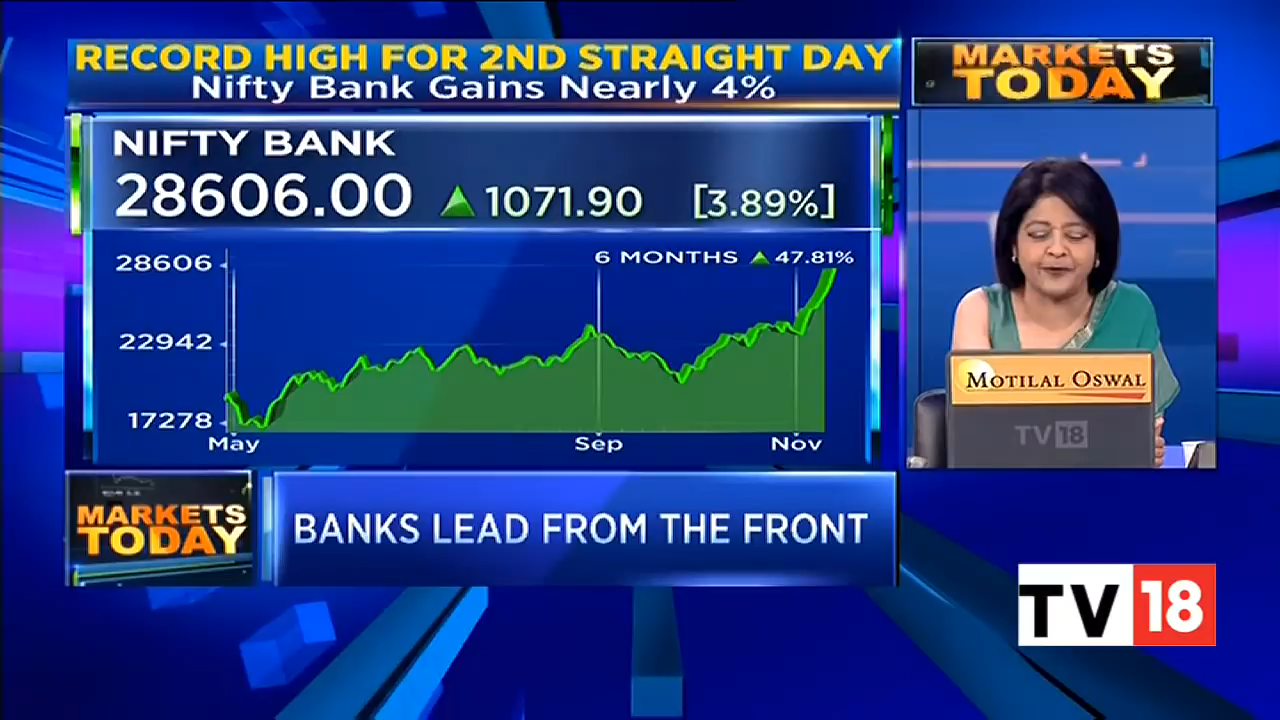 RECORD HIGH FOR 2ND STRAIGHT DAY
Nifty Bank Gains Nearly 4%
MARKETS
TODAY
NIFTY BANK
28606.00 ▲ 1071.90 [3.89%]
6 MONTHS ▲ 47.81%
28606
22942
17278
May Sep Nov
MOTILAL OSWAL
TV18
MARKETS
TODAY
BANKS LEAD FROM THE FRONT
TV18